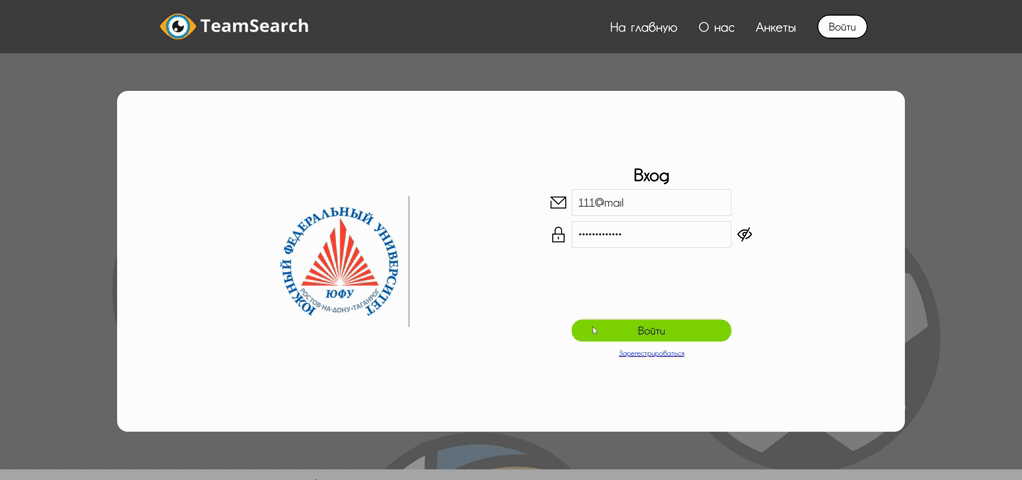 TeamSearch
На главную
О нас
Анкеты
Войти
Вход
111@mail
•••••••••••••
ЮЖНЫЙ ФЕДЕРАЛЬНЫЙ УНИВЕРСИТЕТ
ЮФУ
РОСТОВ-НА-ДОНУ-ТАГАНРОГ
Войти
Зарегестрироваться